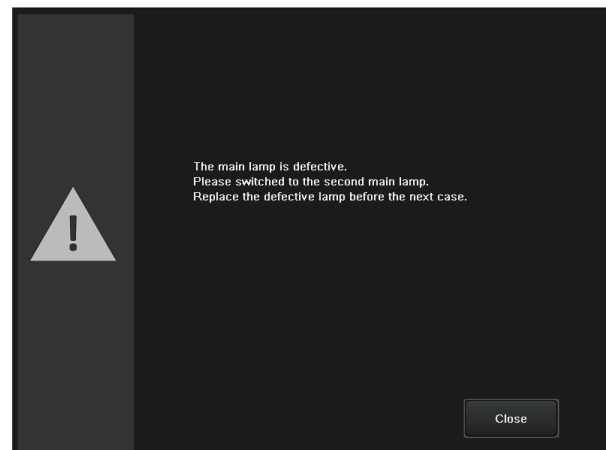 The main lamp is defective.
Please switched to the second main lamp.
Replace the defective lamp before the next case.
Close